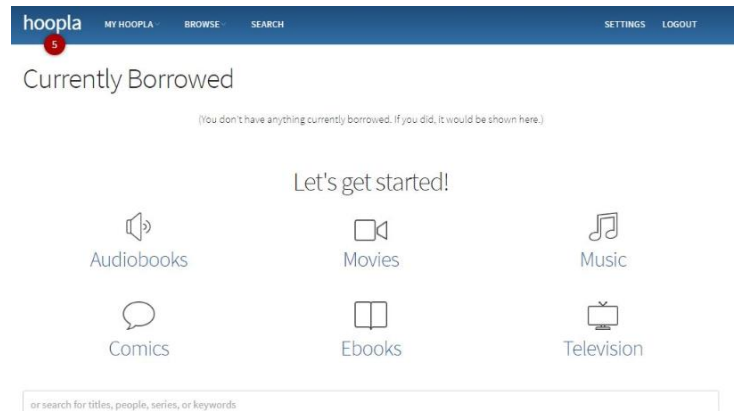 hoopla MY HOOPLA BROWSE SEARCH SETTINGS LOGOUT
5
Currently Borrowed
(You don't have anything currently borrowed. If you did, it would be shown here.)
Let's get started!
Audiobooks Movies Music
Comics Ebooks Television
or search for titles, people, series, or keywords